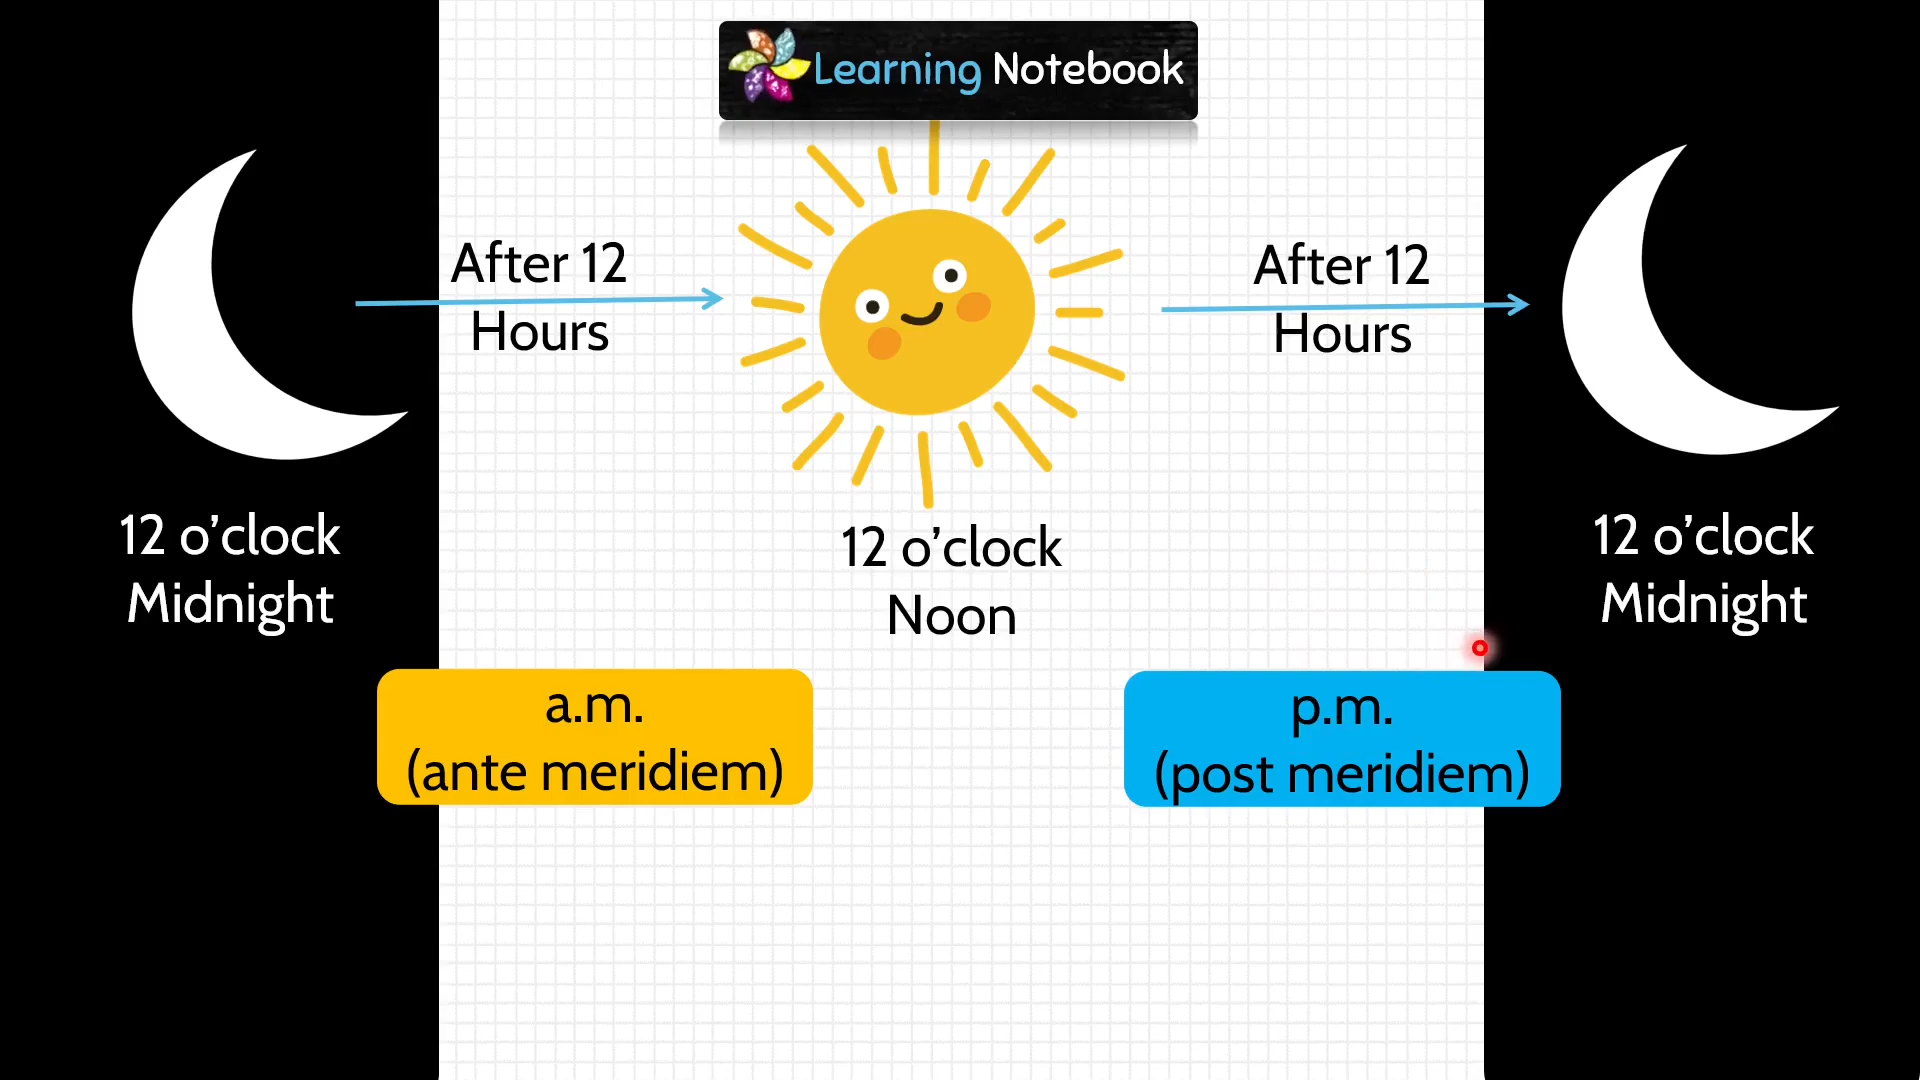 Learning Notebook
After 12
Hours
After 12
Hours
12 o’clock
Midnight
12 o’clock
Noon
12 o’clock
Midnight
a.m.
(ante meridiem)
p.m.
(post meridiem)